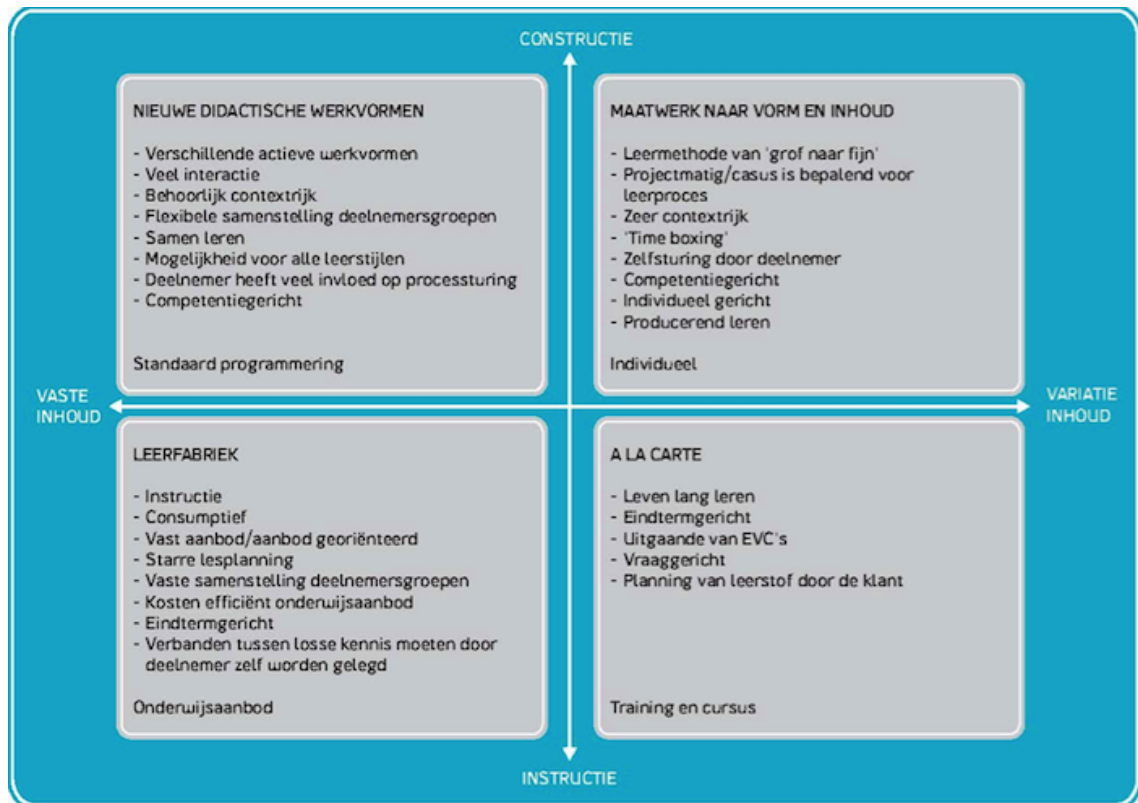 CONSTRUCTIE
NIEUWE DIDACTISCHE WERKVORMEN
- Verschillende actieve werkvormen
- Veel interactie
- Behoorlijk contextrijk
- Flexibele samenstelling deelnemersgroepen
- Samen leren
- Mogelijkheid voor alle leerstijlen
- Deelnemer heeft veel invloed op processturing
- Competentiegericht
Standaard programmering
MAATWERK NAAR VORM EN INHOUD
- Leermethode van 'grof naar fijn'
- Projectmatig/casus is bepalend voor
leerproces
- Zeer contextrijk
- 'Time boxing'
- Zelfsturing door deelnemer
- Competentiegericht
- Individueel gericht
- Producerend leren
Individueel
VASTE
INHOUD
VARIATIE
INHOUD
LEERFABRIEK
- Instructie
- Consumptief
- Vast aanbod/aanbod georiënteerd
- Starre lesplanning
- Vaste samenstelling deelnemersgroepen
- Kosten efficiënt onderwijsaanbod
- Eindtermgericht
- Verbanden tussen losse kennis moeten door
deelnemer zelf worden gelegd
Onderwijsaanbod
A LA CARTE
- Leven lang leren
- Eindtermgericht
- Uitgaande van EVC's
- Vraaggericht
- Planning van leerstof door de klant
Training en cursus
INSTRUCTIE